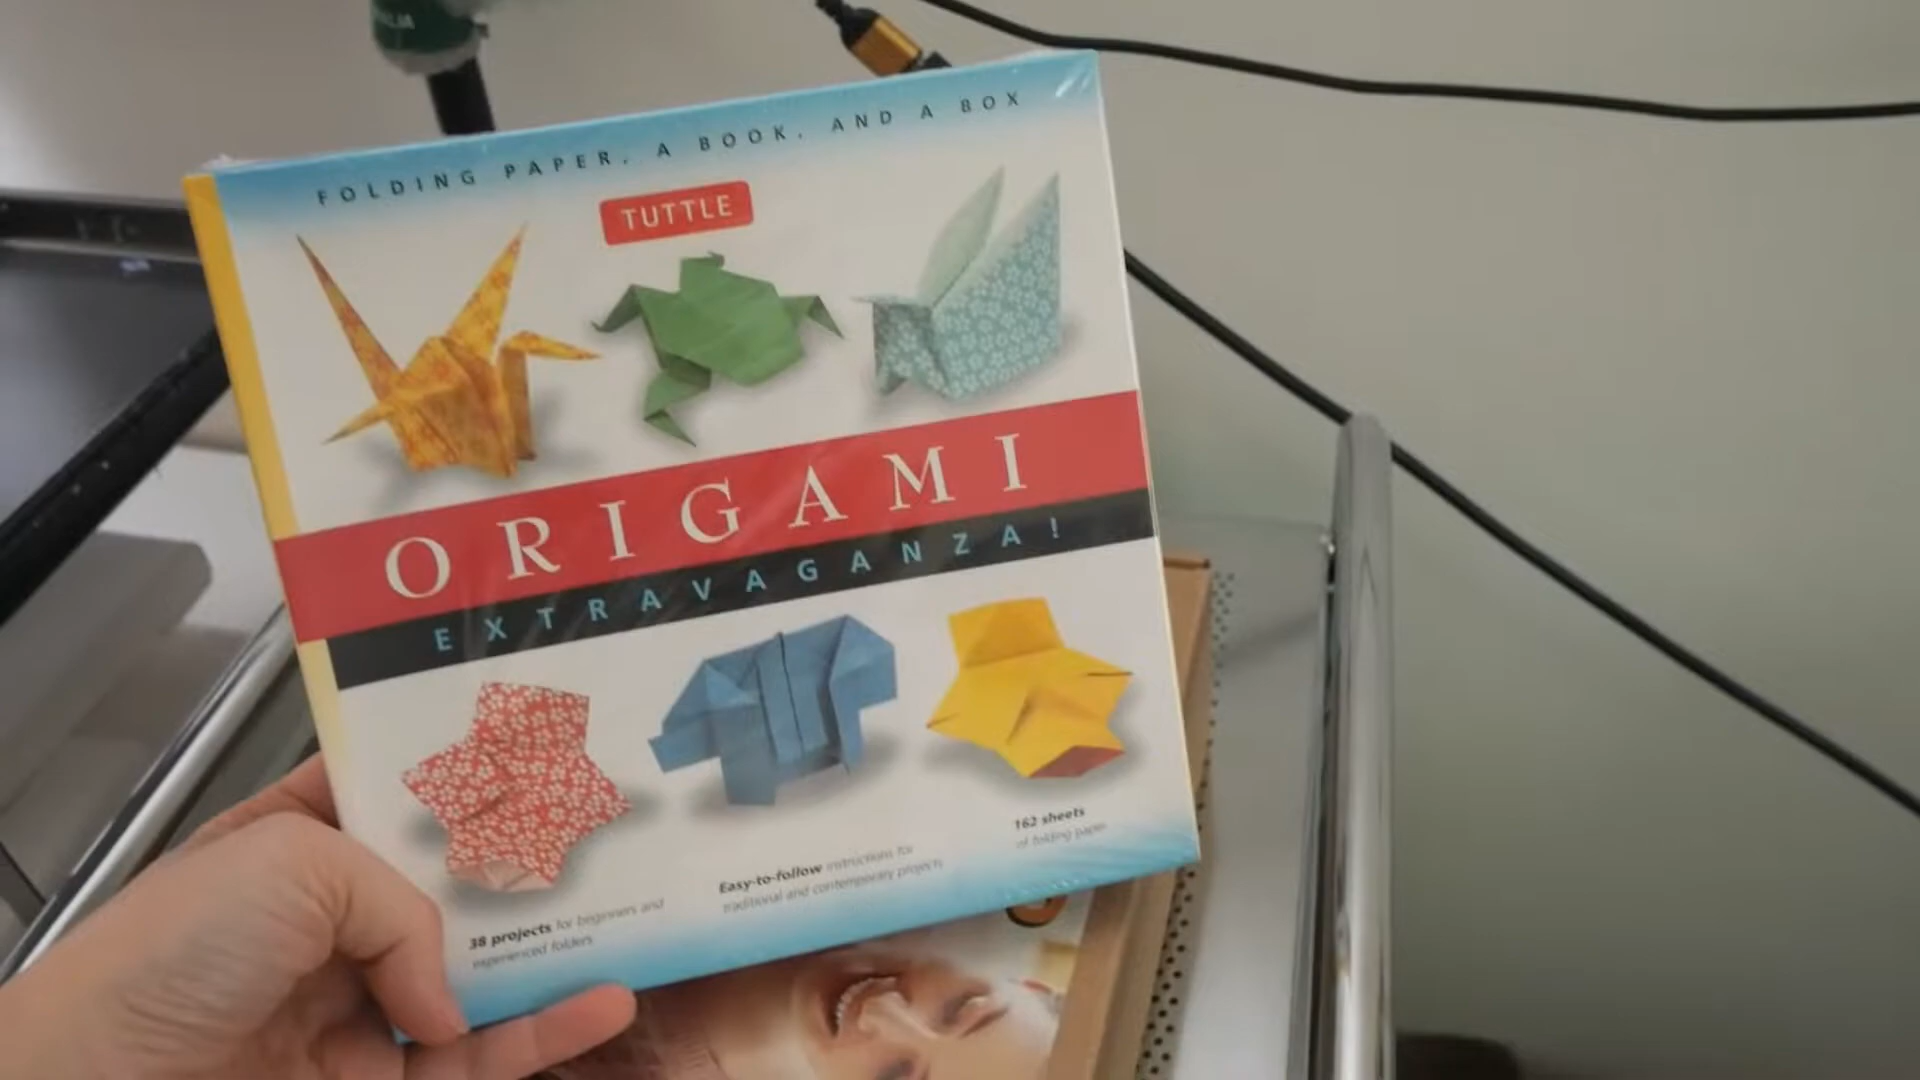 FOLDING PAPER, A BOOK, AND A BOX
TUTTLE
ORIGAMI
EXTRAVAGANZA!
162 sheets
of folding paper
Easy-to-follow instructions for
traditional and contemporary projects
38 projects for beginners and
experienced folders